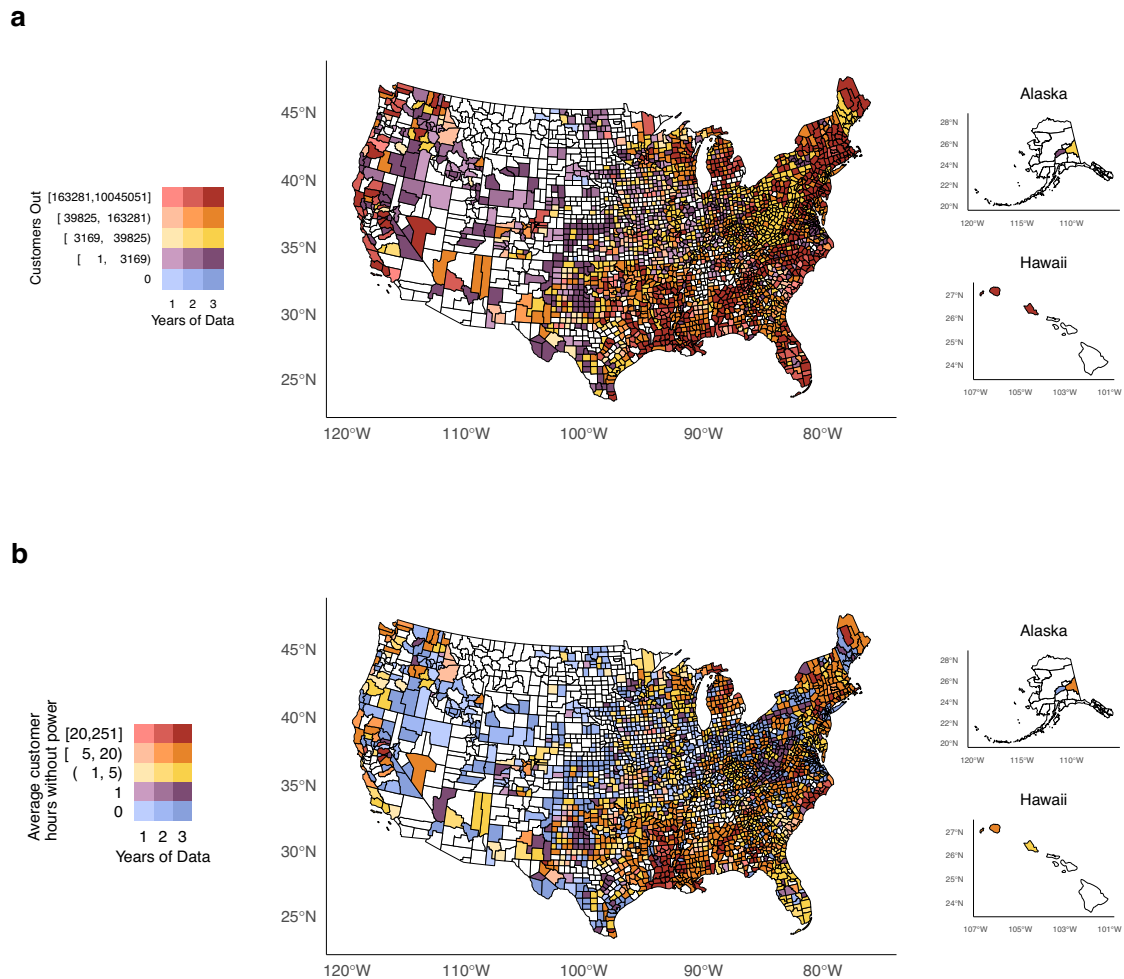 a
45°N
40°N
35°N
30°N
25°N
120°W 110°W 100°W 90°W 80°W
Customers Out
[163281,10045051]
[ 39825, 163281)
[ 3169, 39825)
[ 1, 3169)
0
1 2 3
Years of Data
Alaska
28°N
26°N
24°N
22°N
20°N
120°W 115°W 110°W
Hawaii
27°N
26°N
25°N
24°N
107°W 105°W 103°W 101°W
b
45°N
40°N
35°N
30°N
25°N
120°W 110°W 100°W 90°W 80°W
Average customer
hours without power
[20,251]
[ 5, 20)
( 1, 5)
1
0
1 2 3
Years of Data
Alaska
28°N
26°N
24°N
22°N
20°N
120°W 115°W 110°W
Hawaii
27°N
26°N
25°N
24°N
107°W 105°W 103°W 101°W